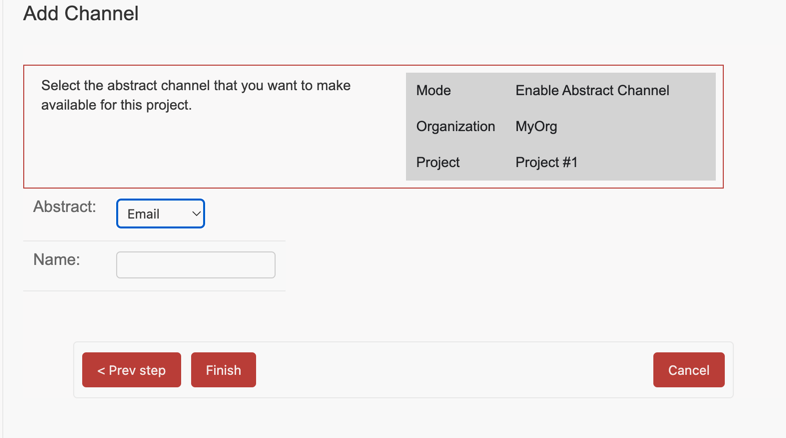 Add Channel
Select the abstract channel that you want to make
available for this project.
Mode Enable Abstract Channel
Organization MyOrg
Project Project #1
Abstract: Email
Name:
< Prev step Finish Cancel